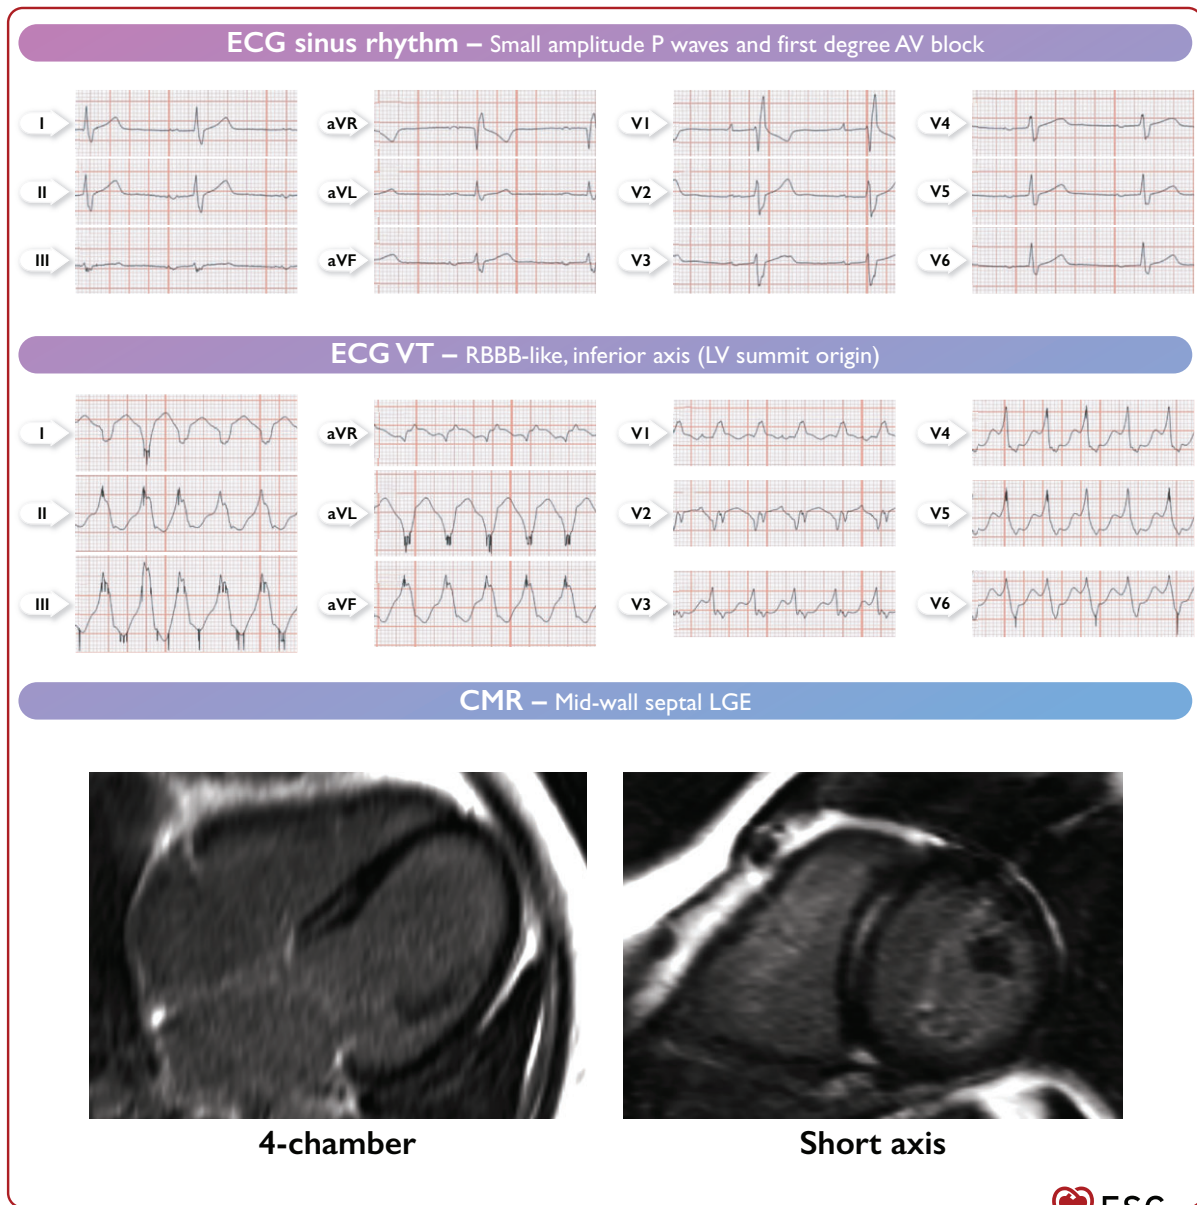 ECG sinus rhythm – Small amplitude P waves and first degree AV block
I
aVR
V1
V4
II
aVL
V2
V5
III
aVF
V3
V6
ECG VT – RBBB-like, inferior axis (LV summit origin)
I
aVR
V1
V4
II
aVL
V2
V5
III
aVF
V3
V6
CMR – Mid-wall septal LGE
4-chamber
Short axis
ESC